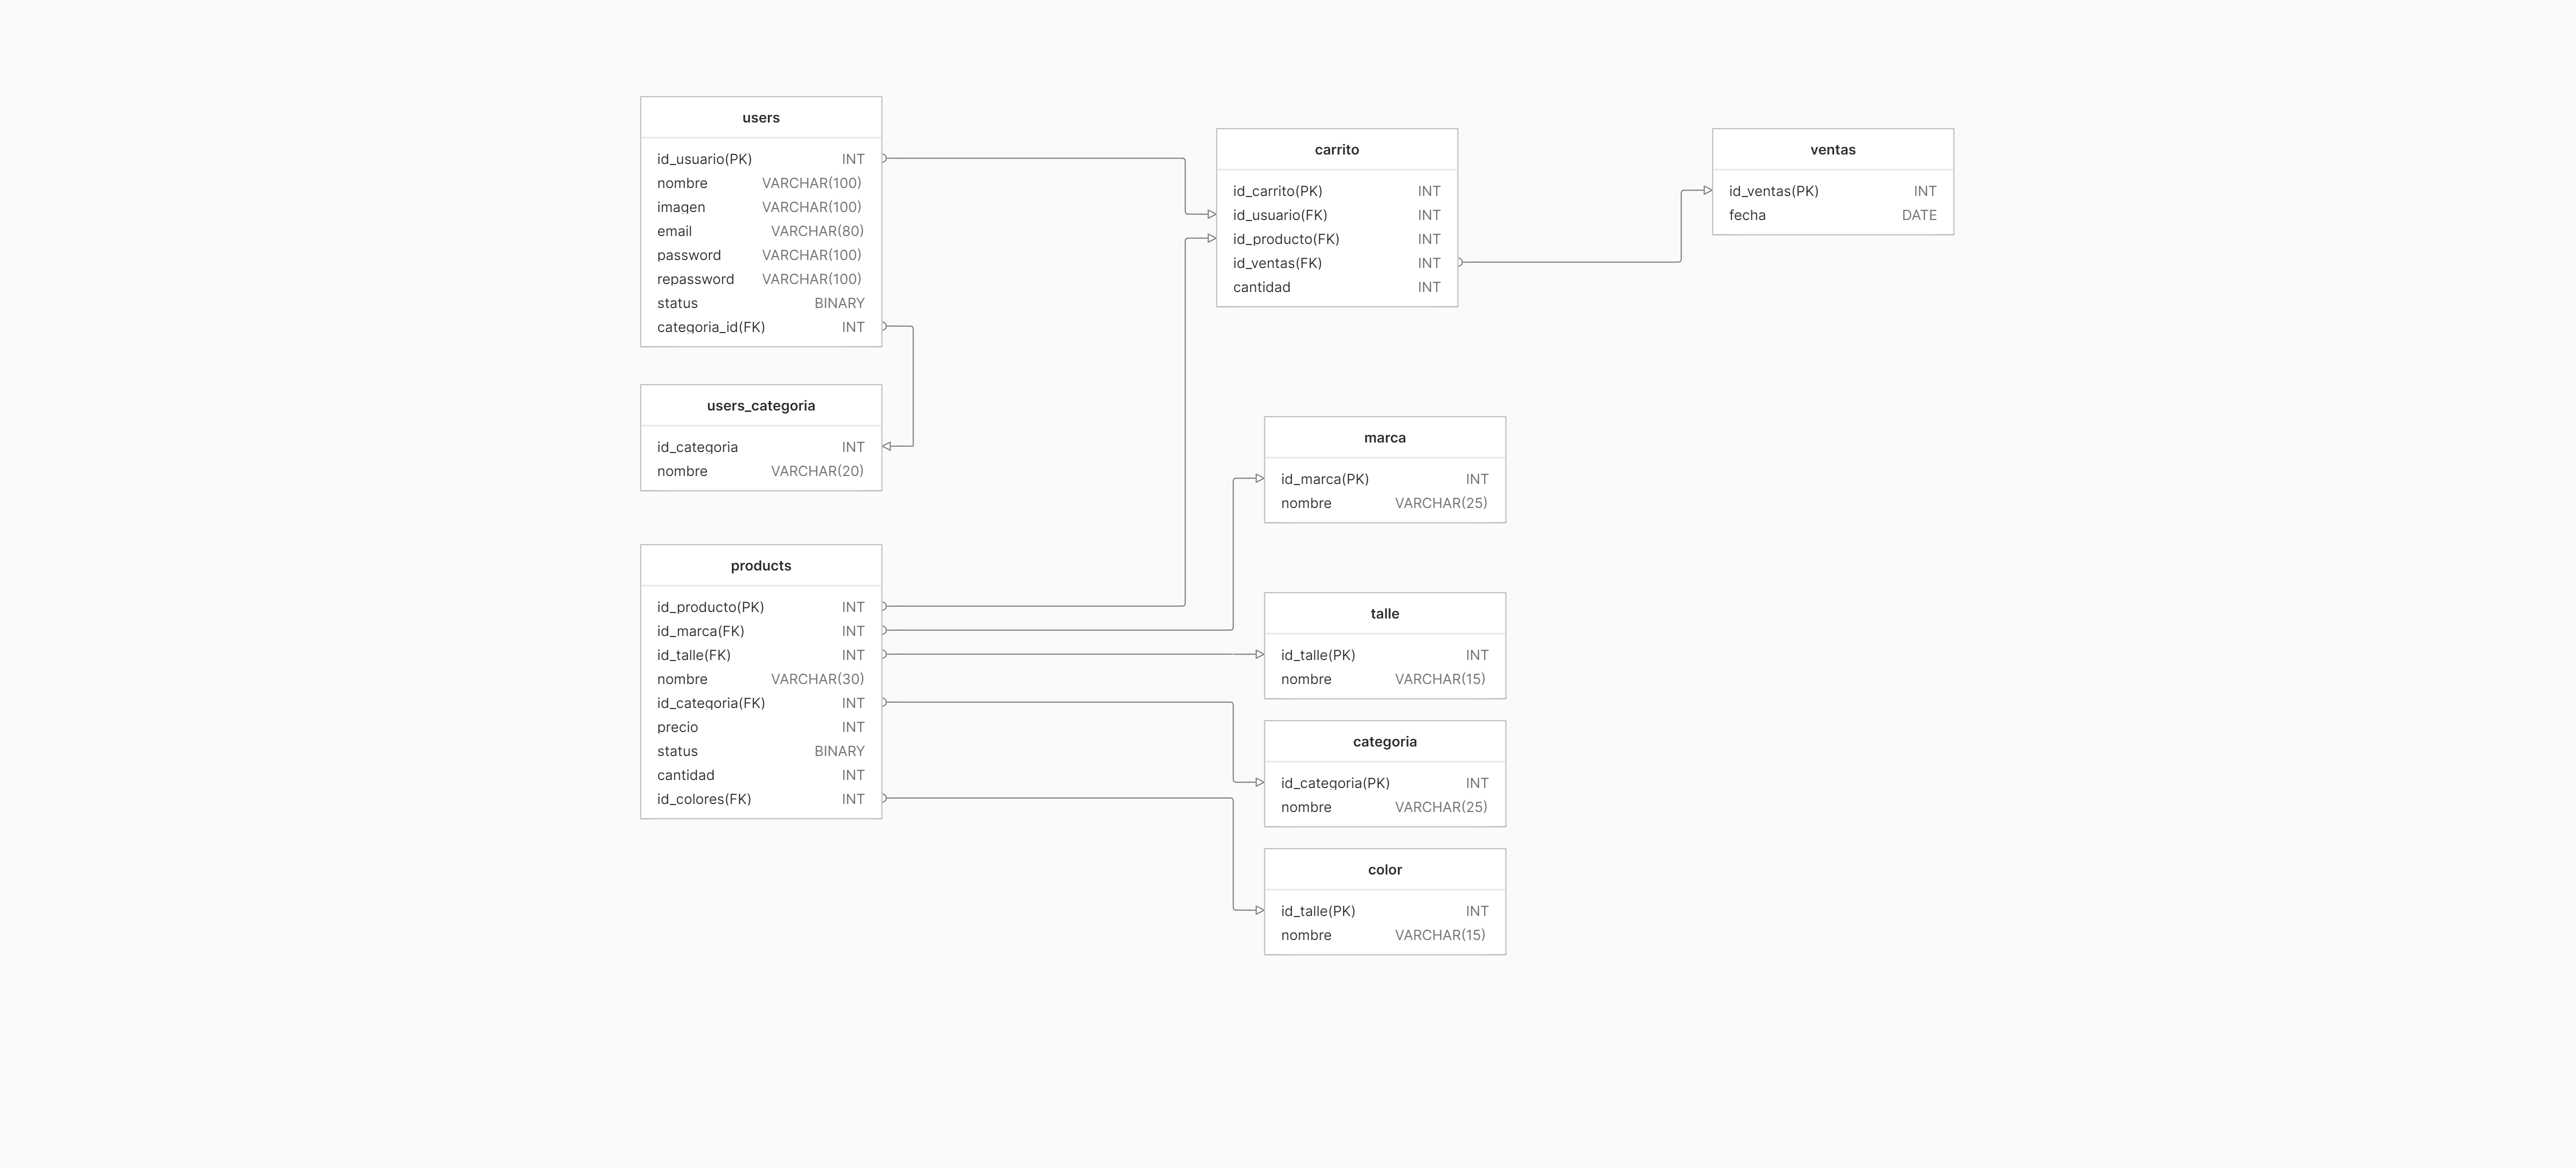 users
id_usuario(PK) INT
nombre VARCHAR(100)
imagen VARCHAR(100)
email VARCHAR(80)
password VARCHAR(100)
repassword VARCHAR(100)
status BINARY
categoria_id(FK) INT
users_categoria
id_categoria INT
nombre VARCHAR(20)
products
id_producto(PK) INT
id_marca(FK) INT
id_talle(FK) INT
nombre VARCHAR(30)
id_categoria(FK) INT
precio INT
status BINARY
cantidad INT
id_colores(FK) INT
carrito
id_carrito(PK) INT
id_usuario(FK) INT
id_producto(FK) INT
id_ventas(FK) INT
cantidad INT
marca
id_marca(PK) INT
nombre VARCHAR(25)
talle
id_talle(PK) INT
nombre VARCHAR(15)
categoria
id_categoria(PK) INT
nombre VARCHAR(25)
color
id_talle(PK) INT
nombre VARCHAR(15)
ventas
id_ventas(PK) INT
fecha DATE